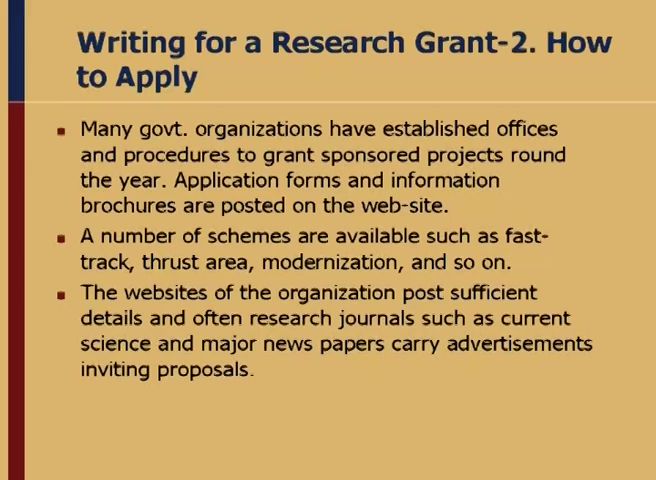 Writing for a Research Grant-2. How
to Apply
Many govt. organizations have established offices
and procedures to grant sponsored projects round
the year. Application forms and information
brochures are posted on the web-site.
A number of schemes are available such as fast-
track, thrust area, modernization, and so on.
The websites of the organization post sufficient
details and often research journals such as current
science and major news papers carry advertisements
inviting proposals.